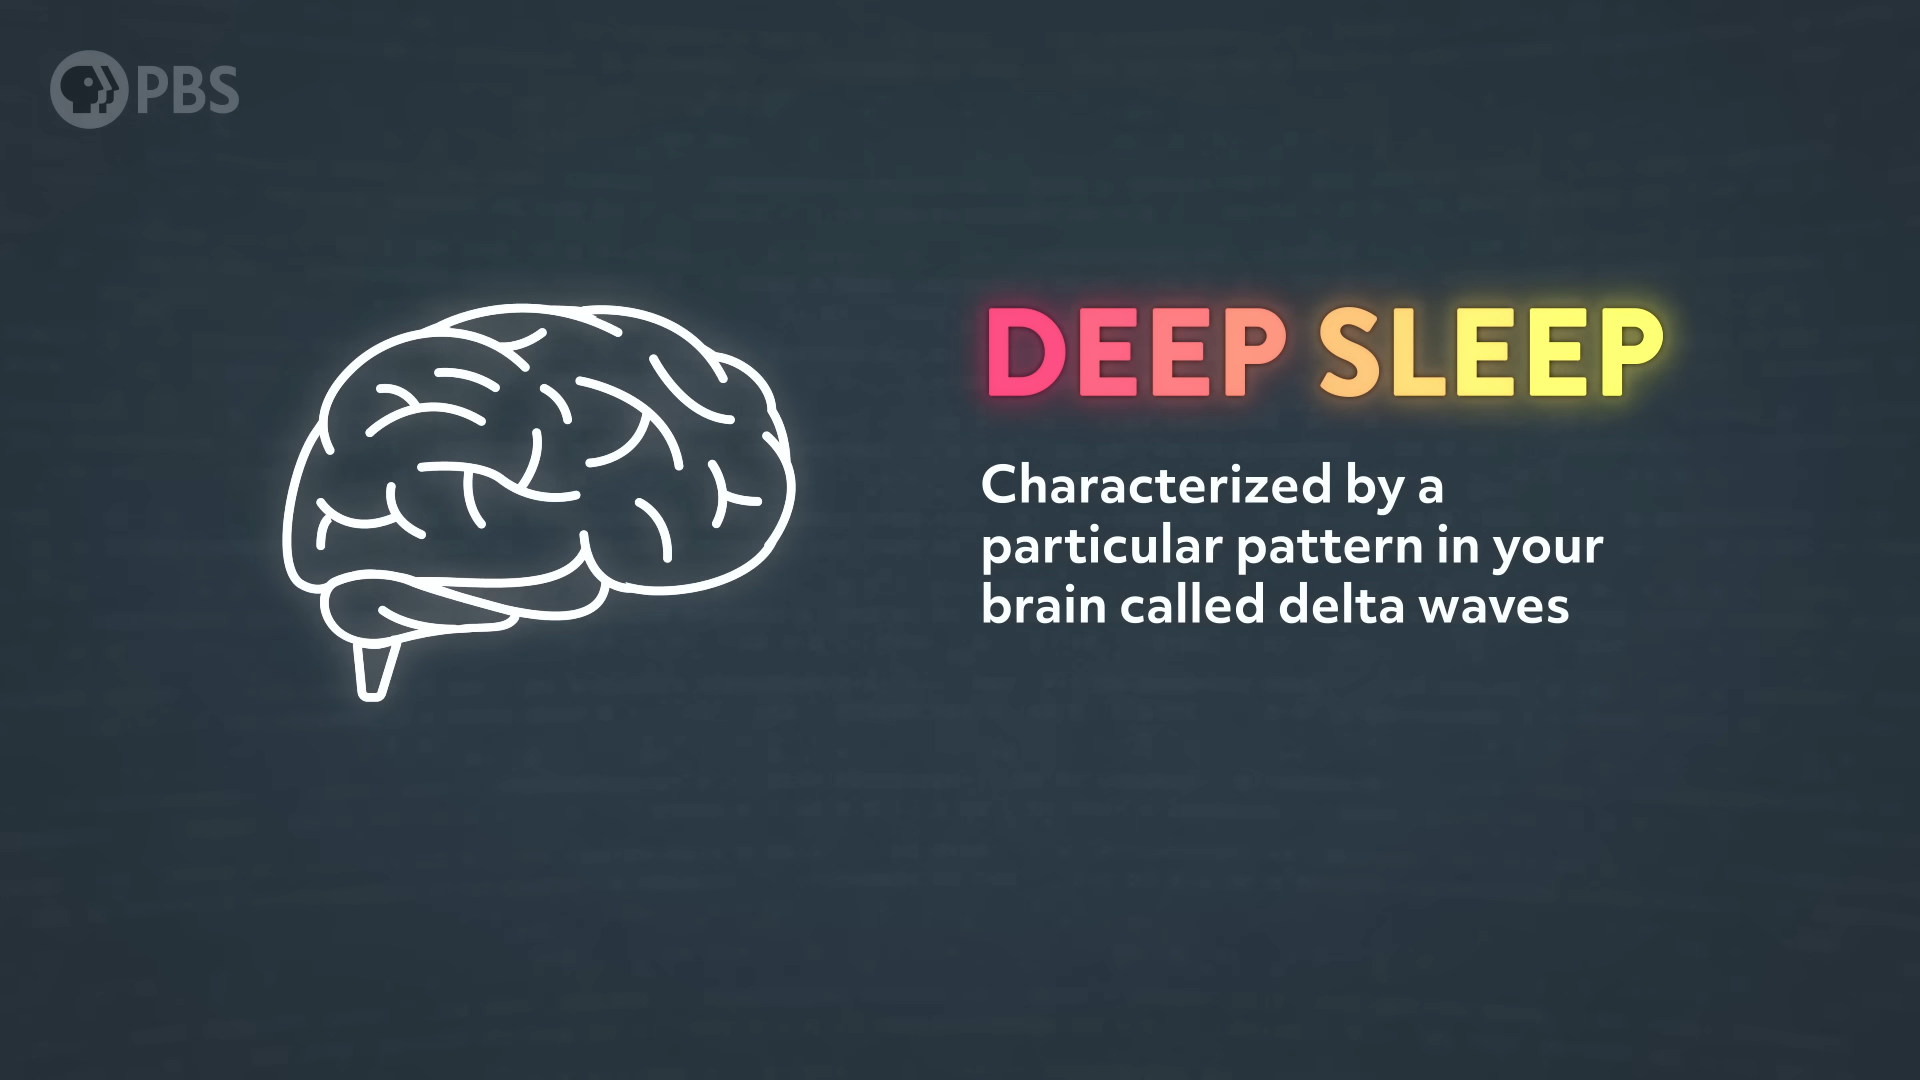 PBS
DEEP SLEEP
Characterized by a
particular pattern in your
brain called delta waves